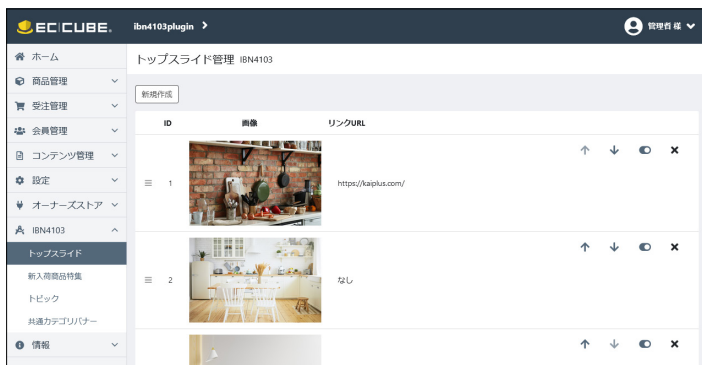 EC CUBE.
ibn4103plugin
管理者 様
ホーム
トップスライド管理 IBN4103
商品管理
新規作成
受注管理
ID 画像 リンクURL
会員管理
コンテンツ管理
設定
1 https://kaiplus.com/
オーナーズストア
IBN4103
トップスライド
新入荷商品特集
2 なし
トピック
共通カテゴリバナー
情報